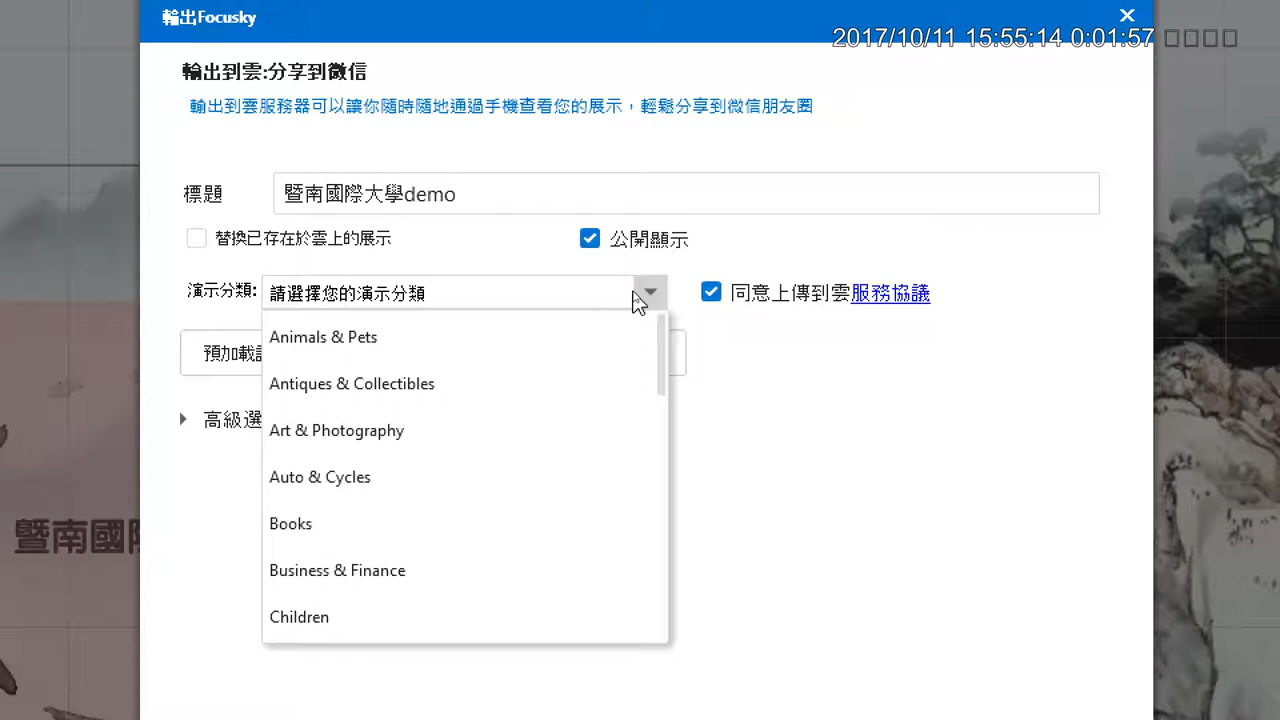 輸出Focusky
2017/10/11 15:55:14 0:01:57
輸出到雲:分享到微信
輸出到雲服務器可以讓你隨時隨地通過手機查看您的展示，輕鬆分享到微信朋友圈
標題
暨南國際大學demo
替換已存在於雲上的展示
公開顯示
演示分類:
請選擇您的演示分類
同意上傳到雲服務協議
預加載
高級選
Animals & Pets
Antiques & Collectibles
Art & Photography
Auto & Cycles
Books
Business & Finance
Children
暨南國